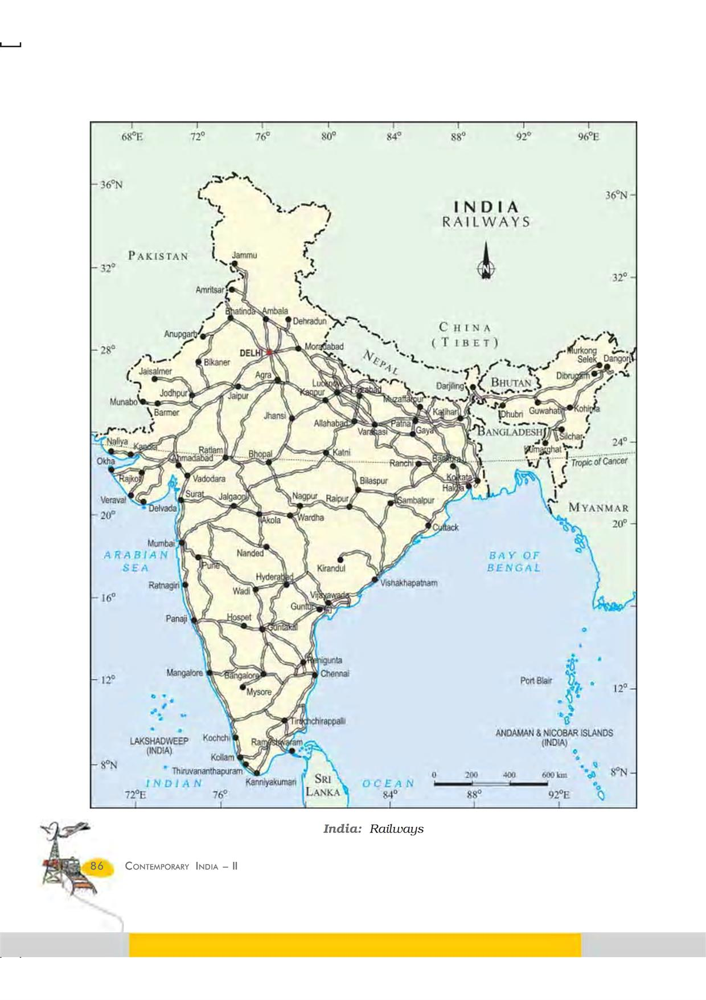 68°E 72° 76° 80° 84° 88° 92° 96°E
36°N
36°N
INDIA
RAILWAYS
N
PAKISTAN
Jammu
32°
32°
Amritsar
Bhatinda
Ambala
Dehradun
CHINA
(TIBET)
Anupgarh
28°
DELHI
Moradabad
NEPAL
Murkong
Selek
Dangori
Bikaner
Jaisalmer
Agra
Lucknow
Faizabad
Darjiling
BHUTAN
Dibrugarh
Jodhpur
Jaipur
Kanpur
Muzaffarpur
Munabo
Barmer
Jhansi
Katihar
Dhubri
Guwahati
Kohima
Allahabad
Varanasi
Patna
Gaya
BANGLADESH
Silchar
24°
Naliya
Kandla
Kumarghat
Okha
Ahmadabad
Ratlam
Bhopal
Katni
Ranchi
Bankura
Tropic of Cancer
Rajkot
Vadodara
Bilaspur
Kolkata
Haldia
Veraval
Delvada
Surat
Jalgaon
Nagpur
Raipur
Sambalpur
MYANMAR
20°
20°
Akola
Wardha
Cuttack
Mumbai
ARABIAN
SEA
Nanded
BAY OF
BENGAL
Pune
Kirandul
Ratnagiri
Hyderabad
Wadi
Vishakhapatnam
16°
Vijayawada
Guntur
Panaji
Hospet
Guntakal
Renigunta
Mangalore
Bangalore
Chennai
12°
12°
Port Blair
Mysore
Tiruchchirappalli
LAKSHADWEEP
(INDIA)
Kochchi
Rameshwaram
ANDAMAN & NICOBAR ISLANDS
(INDIA)
Kollam
8°N
8°N
Thiruvananthapuram
Kanniyakumari
SRI
LANKA
INDIAN OCEAN
0 200 400 600 km
72°E 76° 84° 88° 92°E
India: Railways
86 CONTEMPORARY INDIA – II